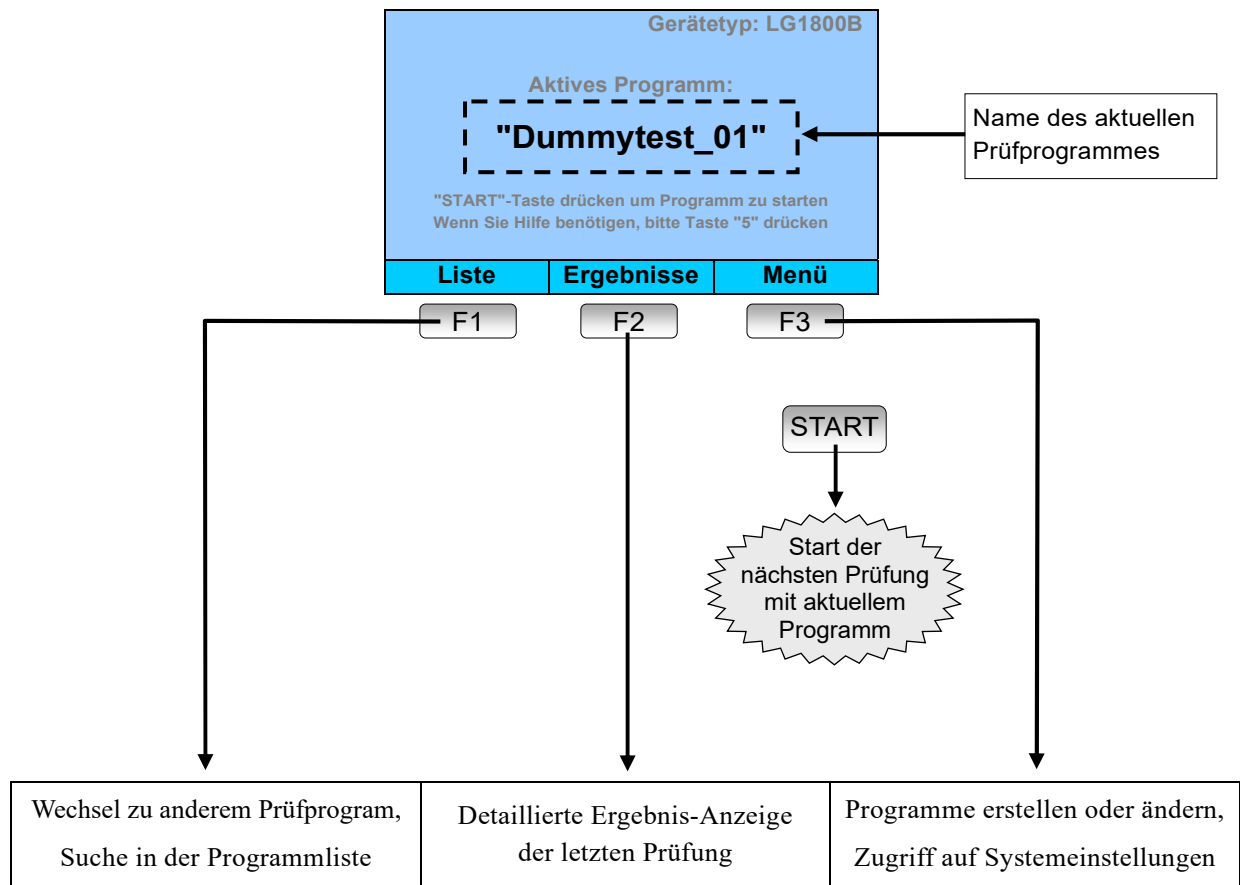 Gerätetyp: LG1800B
Aktives Programm:
"Dummytest_01"
Name des aktuellen
Prüfprogrammes
"START"-Taste drücken um Programm zu starten
Wenn Sie Hilfe benötigen, bitte Taste "5" drücken
Liste Ergebnisse Menü
F1 F2 F3
START
Start der
nächsten Prüfung
mit aktuellem
Programm
Wechsel zu anderem Prüfprogram,
Suche in der Programmliste
Detaillierte Ergebnis-Anzeige
der letzten Prüfung
Programme erstellen oder ändern,
Zugriff auf Systemeinstellungen